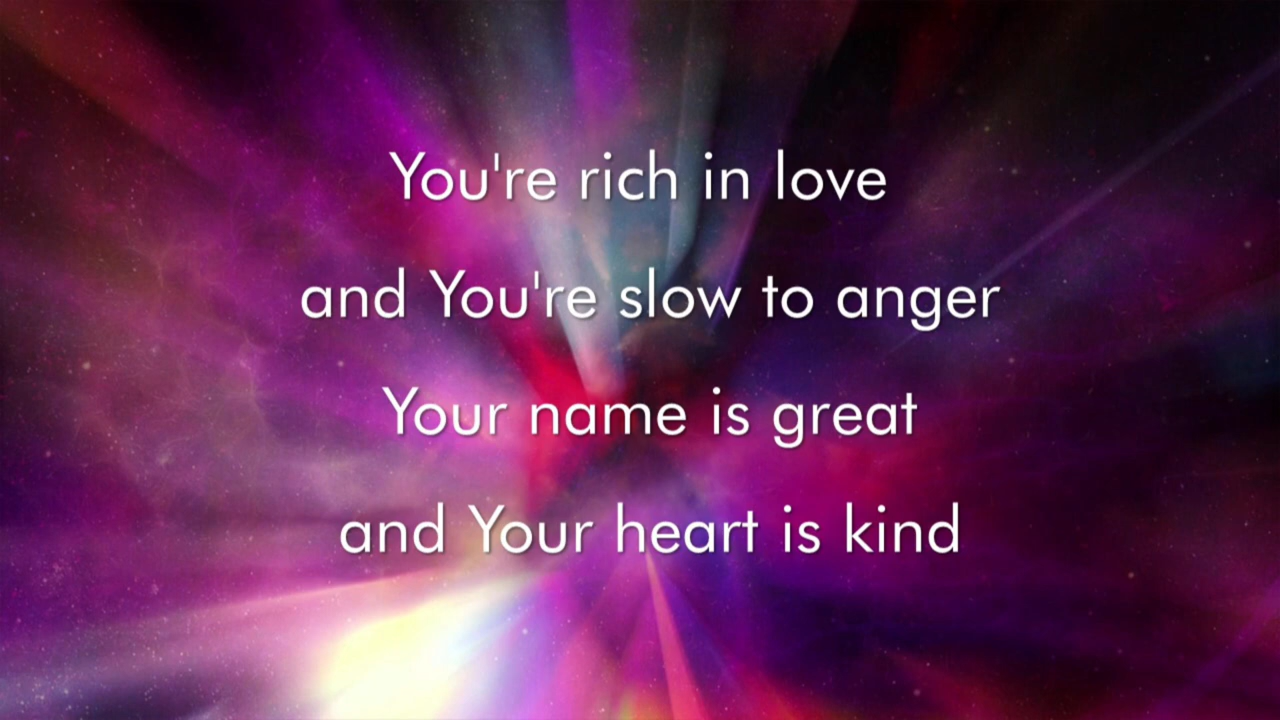 You're rich in love
and You're slow to anger
Your name is great
and Your heart is kind